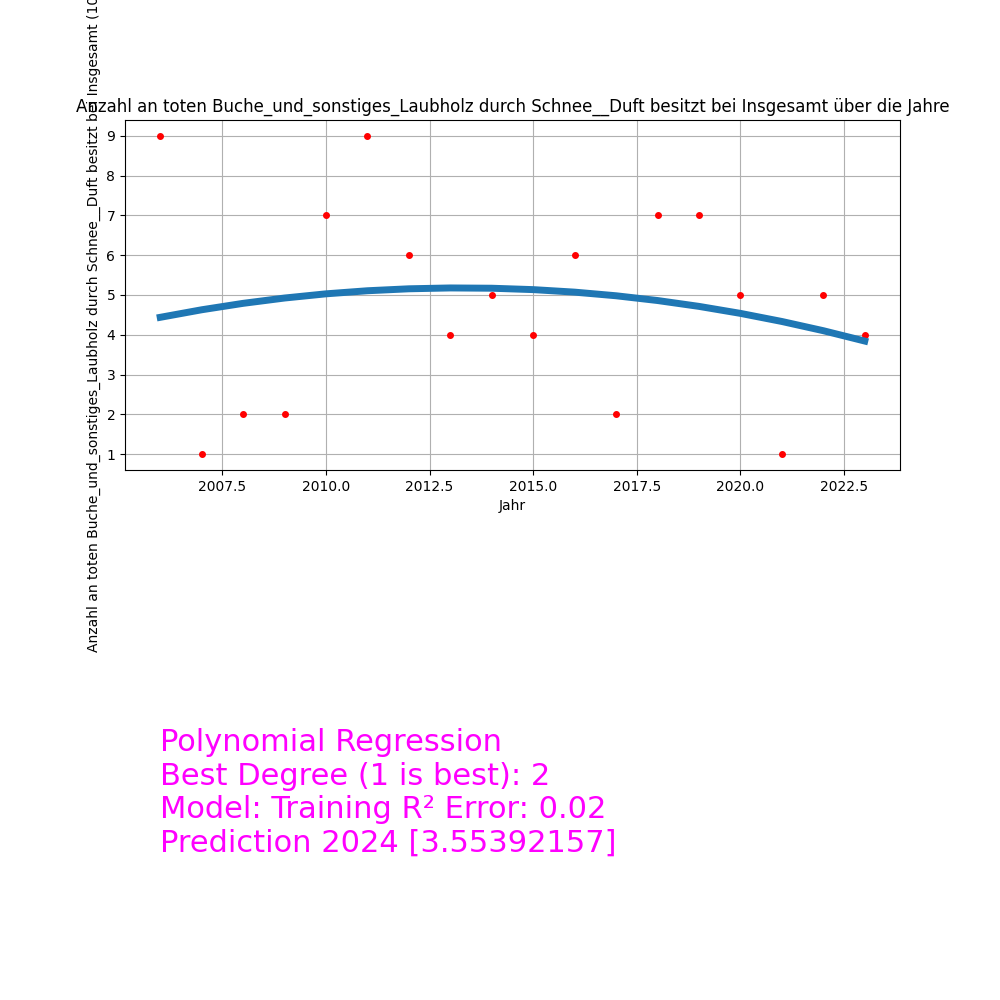 Anzahl an toten Buche_und_sonstiges_Laubholz durch Schnee__Duft besitzt bei Insgesamt über die Jahre
Anzahl an toten Buche_und_sonstiges_Laubholz durch Schnee__Duft besitzt bei Insgesamt (10
9
8
7
6
5
4
3
2
1
2007.5 2010.0 2012.5 2015.0 2017.5 2020.0 2022.5
Jahr
Polynomial Regression
Best Degree (1 is best): 2
Model: Training R² Error: 0.02
Prediction 2024 [3.55392157]